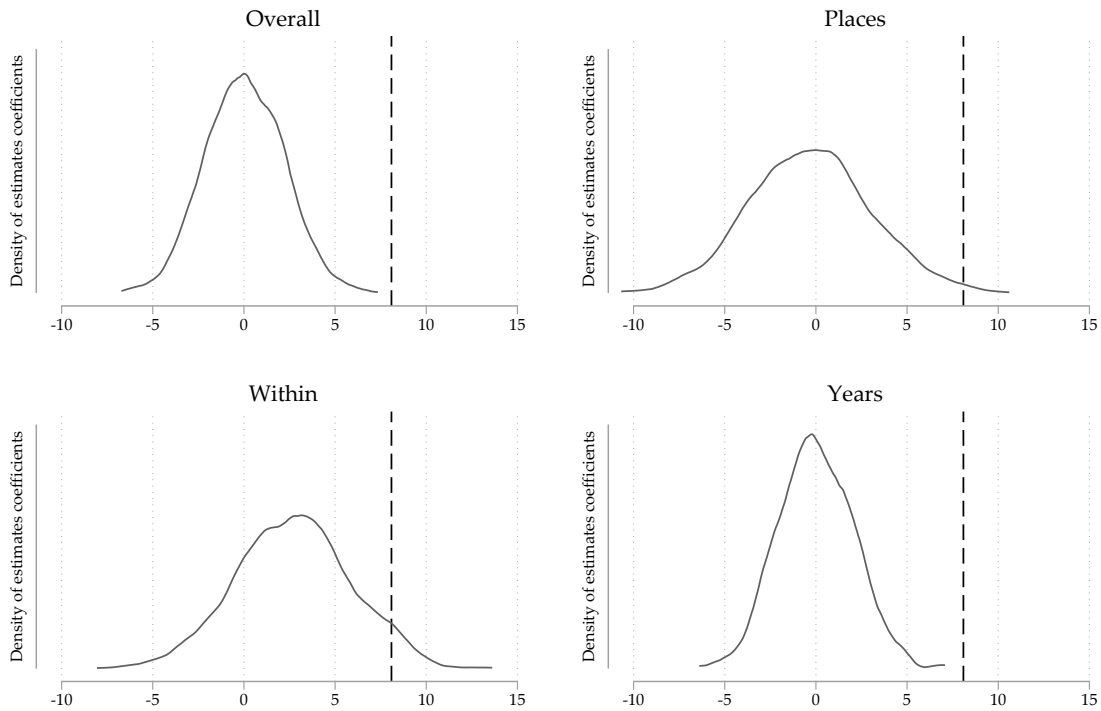 Overall
Density of estimates coefficients
-10 -5 0 5 10 15
Places
Density of estimates coefficients
-10 -5 0 5 10 15
Within
Density of estimates coefficients
-10 -5 0 5 10 15
Years
Density of estimates coefficients
-10 -5 0 5 10 15